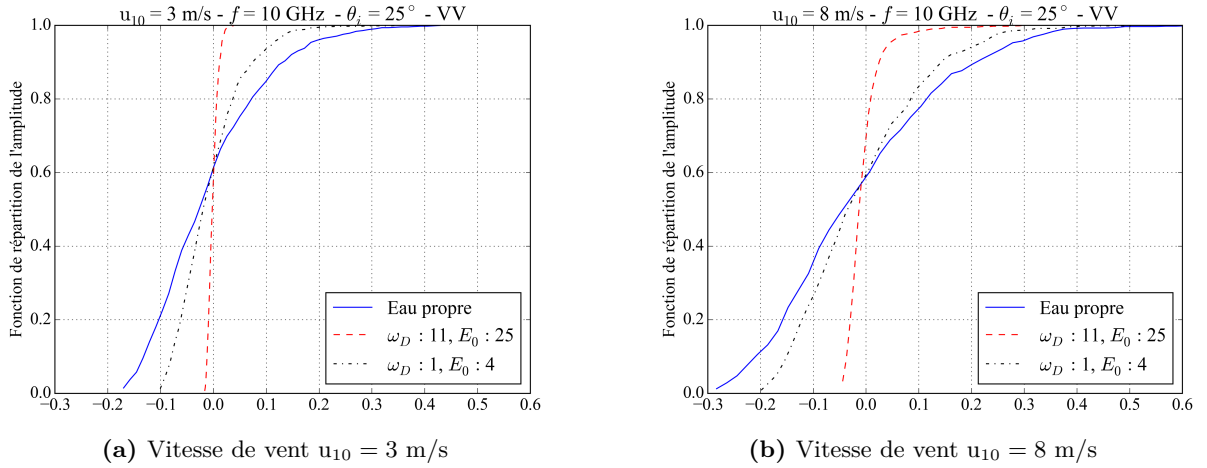 u₁₀ = 3 m/s - f = 10 GHz - θᵢ = 25° - VV
Fonction de répartition de l'amplitude
1.0
0.8
0.6
0.4
0.2
0.0
−0.3 −0.2 −0.1 0.0 0.1 0.2 0.3 0.4 0.5 0.6
Eau propre
ω_D : 11, E₀ : 25
ω_D : 1, E₀ : 4
(a) Vitesse de vent u₁₀ = 3 m/s
u₁₀ = 8 m/s - f = 10 GHz - θᵢ = 25° - VV
Fonction de répartition de l'amplitude
1.0
0.8
0.6
0.4
0.2
0.0
−0.3 −0.2 −0.1 0.0 0.1 0.2 0.3 0.4 0.5 0.6
Eau propre
ω_D : 11, E₀ : 25
ω_D : 1, E₀ : 4
(b) Vitesse de vent u₁₀ = 8 m/s